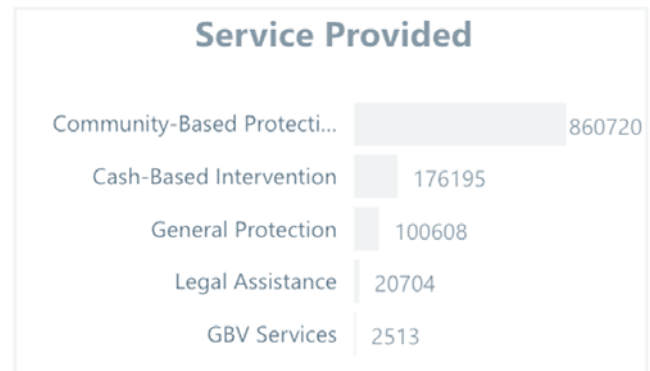 Service Provided
Community-Based Protecti... 860720
Cash-Based Intervention 176195
General Protection 100608
Legal Assistance 20704
GBV Services 2513